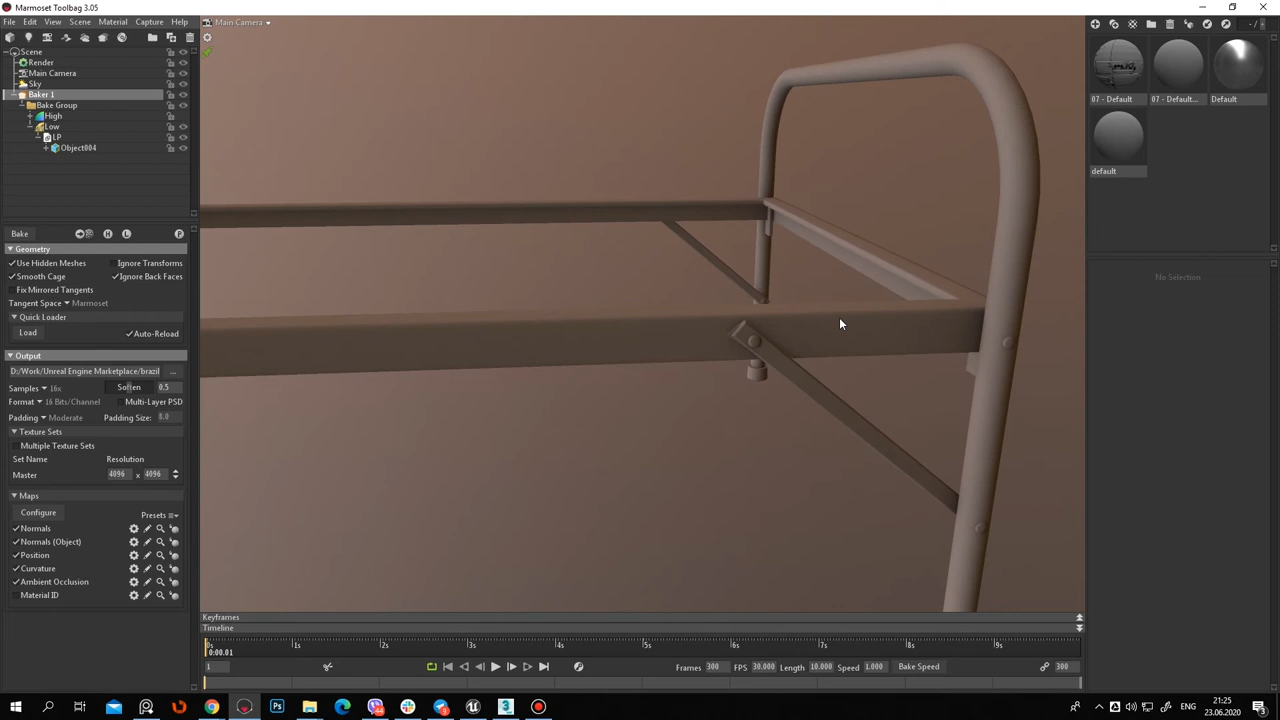 Marmoset Toolbag 3.05
File Edit View Scene Material Capture Help
Main Camera
- /
Scene
Render
Main Camera
Sky
Baker 1
Bake Group
High
Low
LP
Object004
07 - Default
07 - Default...
Default
default
Bake
H
L
P
Geometry
Use Hidden Meshes
Ignore Transforms
Smooth Cage
Ignore Back Faces
Fix Mirrored Tangents
Tangent Space Marmoset
Quick Loader
Load
Auto-Reload
Output
D:/Work/Unreal Engine Marketplace/brazil
...
Samples 16x
Soften 0.5
Format 16 Bits/Channel
Multi-Layer PSD
Padding Moderate
Padding Size: 8.0
Texture Sets
Multiple Texture Sets
Set Name Resolution
Master 4096 x 4096
Maps
Configure
Presets
Normals
Normals (Object)
Position
Curvature
Ambient Occlusion
Material ID
No Selection
Keyframes
Timeline
0s 1s 2s 3s 4s 5s 6s 7s 8s 9s
0:00.01
1
Frames 300 FPS 30.000 Length 10.000 Speed 1.000 Bake Speed
300
Ps
ENG
21:25
23.06.2020
3